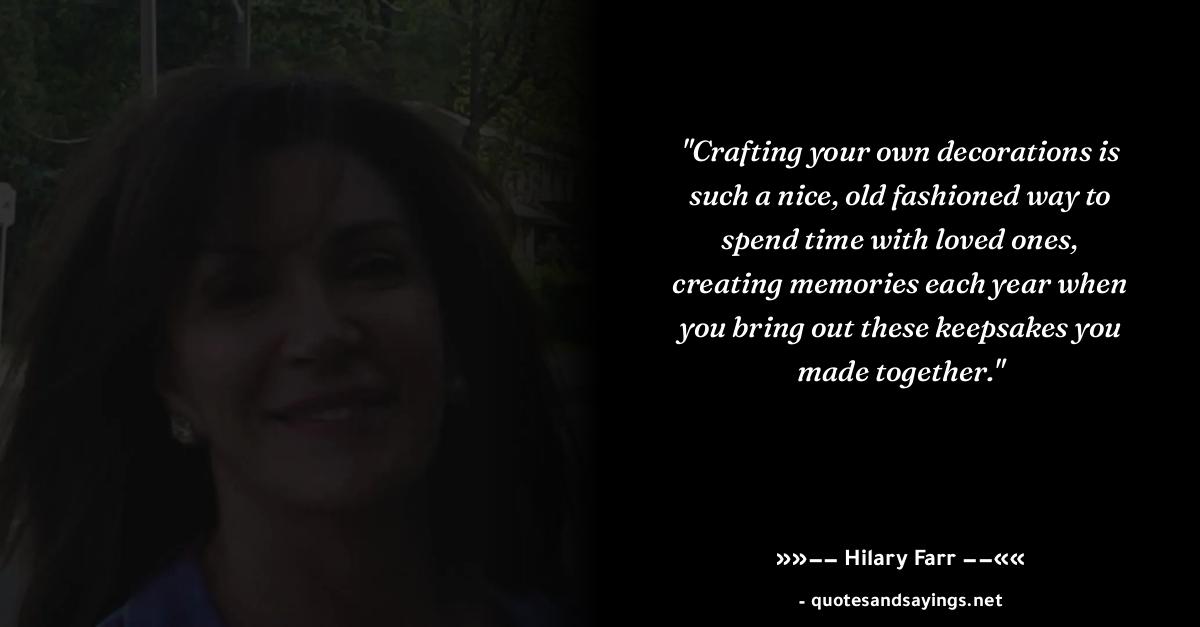 "Crafting your own decorations is
such a nice, old fashioned way to
spend time with loved ones,
creating memories each year when
you bring out these keepsakes you
made together."
»»−− Hilary Farr −−««
- quotesandsayings.net